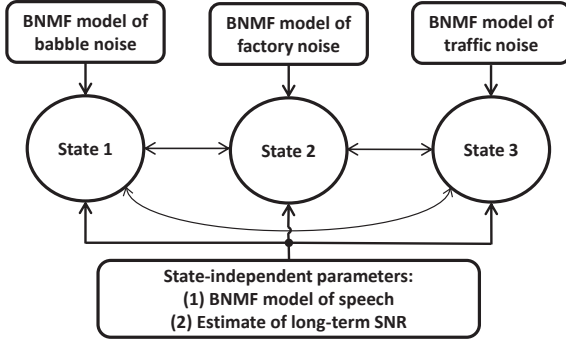 BNMF model of
babble noise
BNMF model of
factory noise
BNMF model of
traffic noise
State 1
State 2
State 3
State-independent parameters:
(1) BNMF model of speech
(2) Estimate of long-term SNR